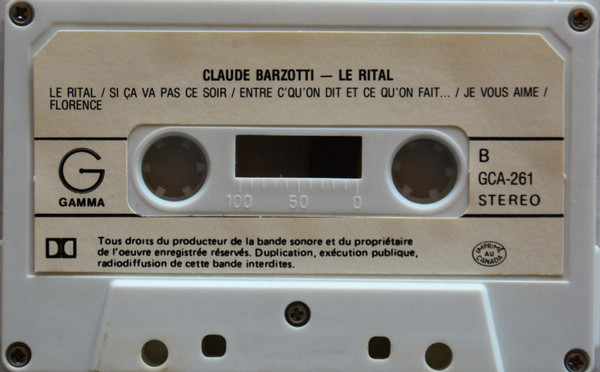 CLAUDE BARZOTTI — LE RITAL
LE RITAL / SI ÇA VA PAS CE SOIR / ENTRE C'QU'ON DIT ET CE QU'ON FAIT... / JE VOUS AIME /
FLORENCE
G
GAMMA
100 50 0
B
GCA-261
STEREO
Tous droits du producteur de la bande sonore et du propriétaire
de l'oeuvre enregistrée réservés. Duplication, exécution publique,
radiodiffusion de cette bande interdites.
IMPRIMÉ
AU
CANADA